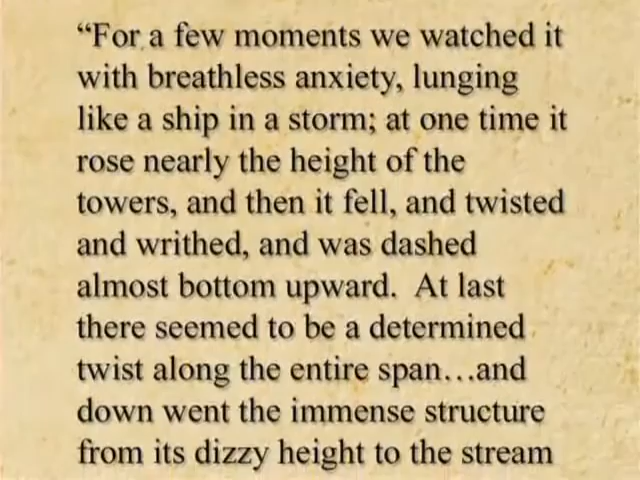 “For a few moments we watched it
with breathless anxiety, lunging
like a ship in a storm; at one time it
rose nearly the height of the
towers, and then it fell, and twisted
and writhed, and was dashed
almost bottom upward.  At last
there seemed to be a determined
twist along the entire span…and
down went the immense structure
from its dizzy height to the stream